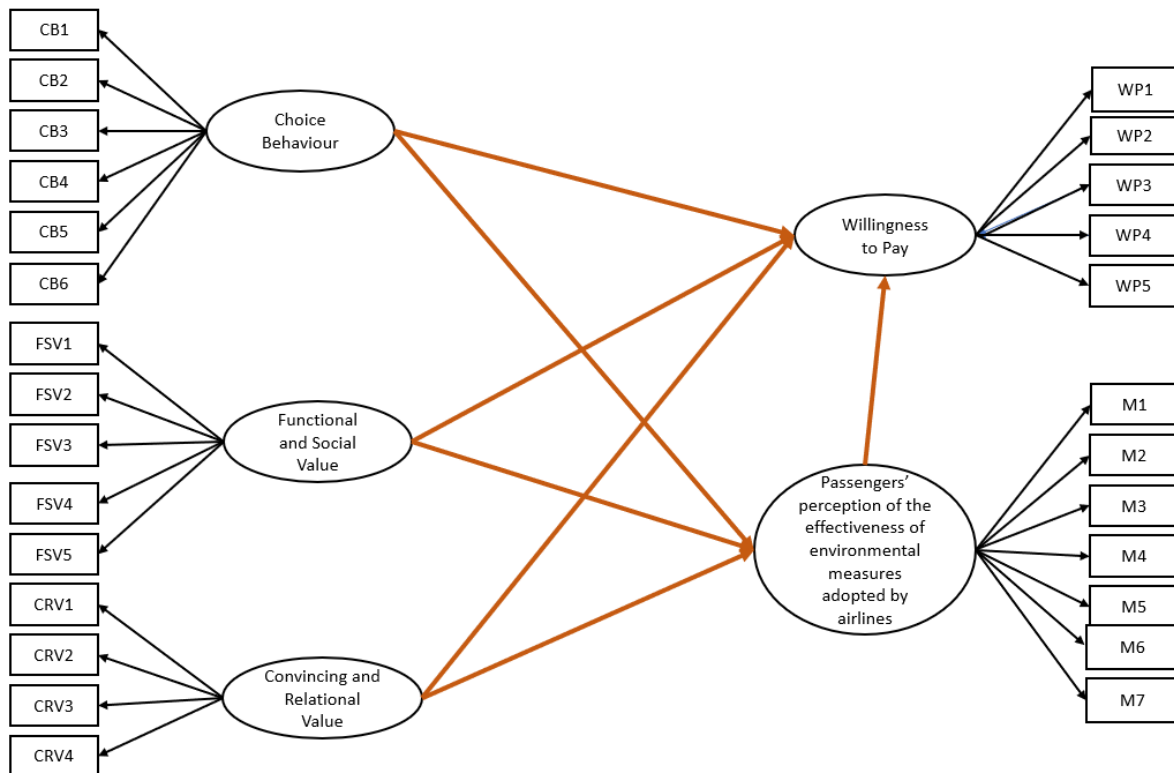 CB1
CB2
CB3
CB4
CB5
CB6
Choice
Behaviour
FSV1
FSV2
FSV3
FSV4
FSV5
Functional
and Social
Value
CRV1
CRV2
CRV3
CRV4
Convincing and
Relational
Value
Willingness
to Pay
WP1
WP2
WP3
WP4
WP5
Passengers’
perception of the
effectiveness of
environmental
measures
adopted by
airlines
M1
M2
M3
M4
M5
M6
M7